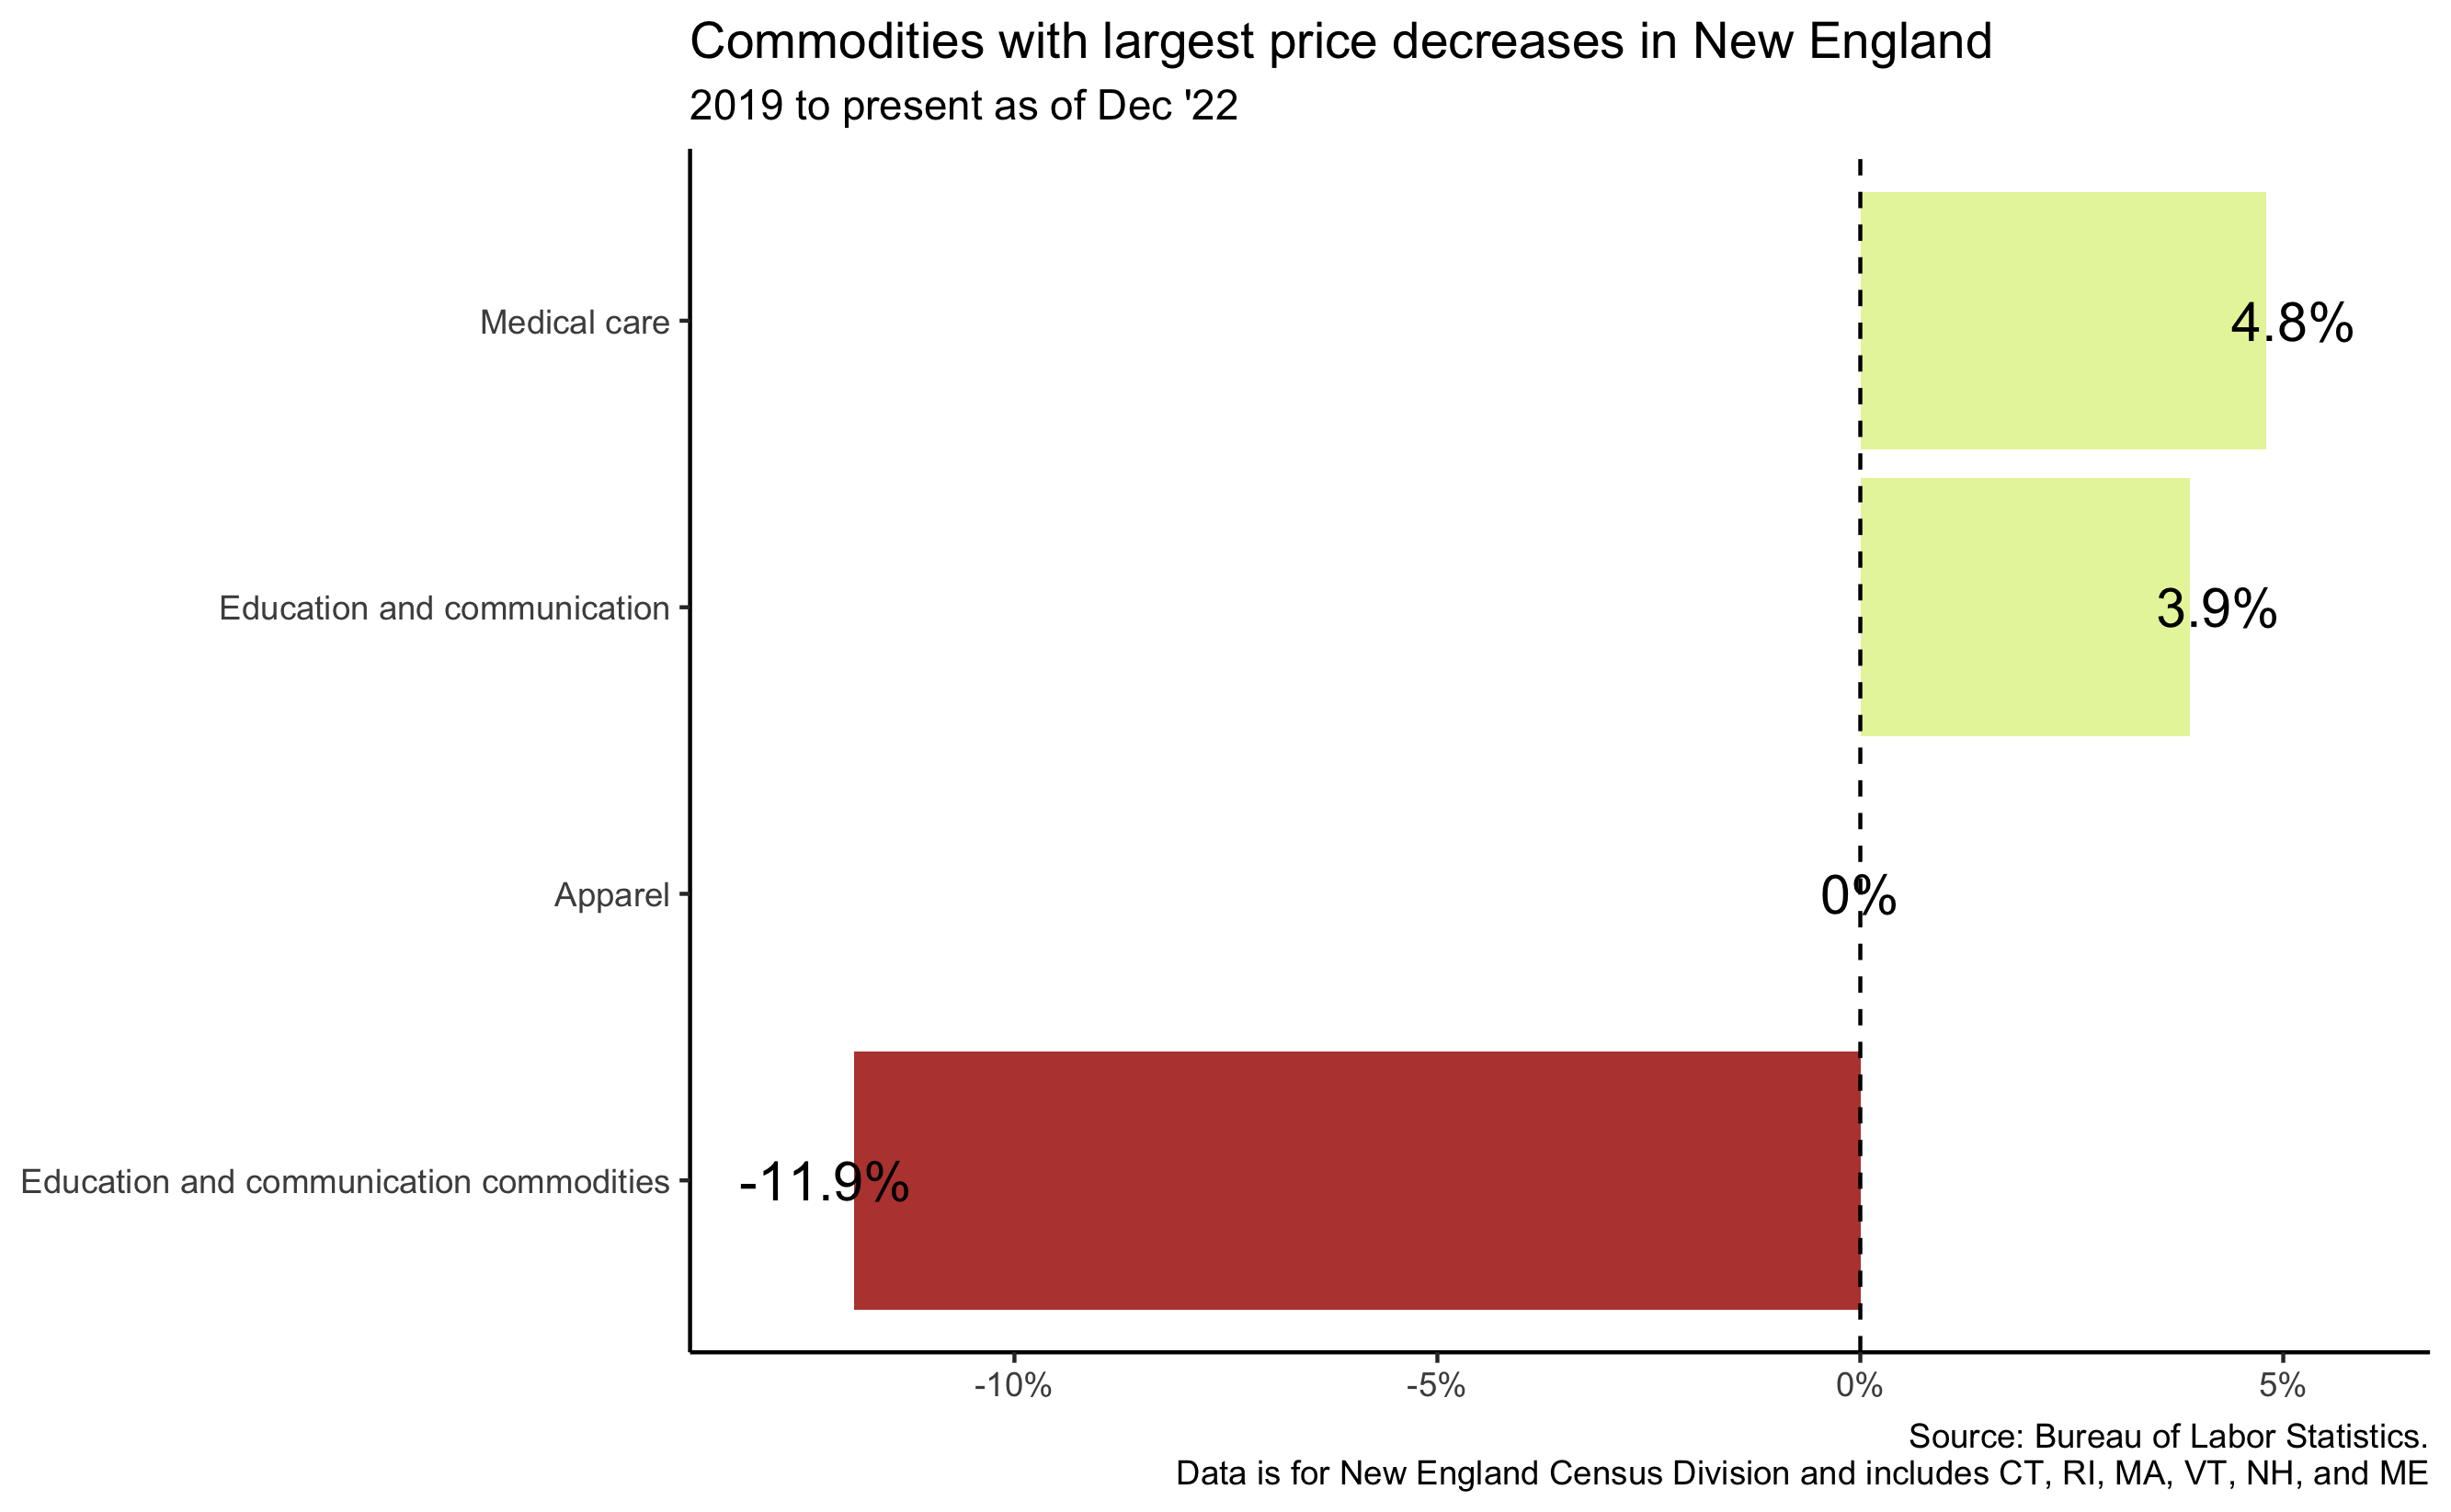 Commodities with largest price decreases in New England
2019 to present as of Dec '22
Medical care
4.8%
Education and communication
3.9%
Apparel
0%
Education and communication commodities
-11.9%
-10%
-5%
0%
5%
Source: Bureau of Labor Statistics.
Data is for New England Census Division and includes CT, RI, MA, VT, NH, and ME